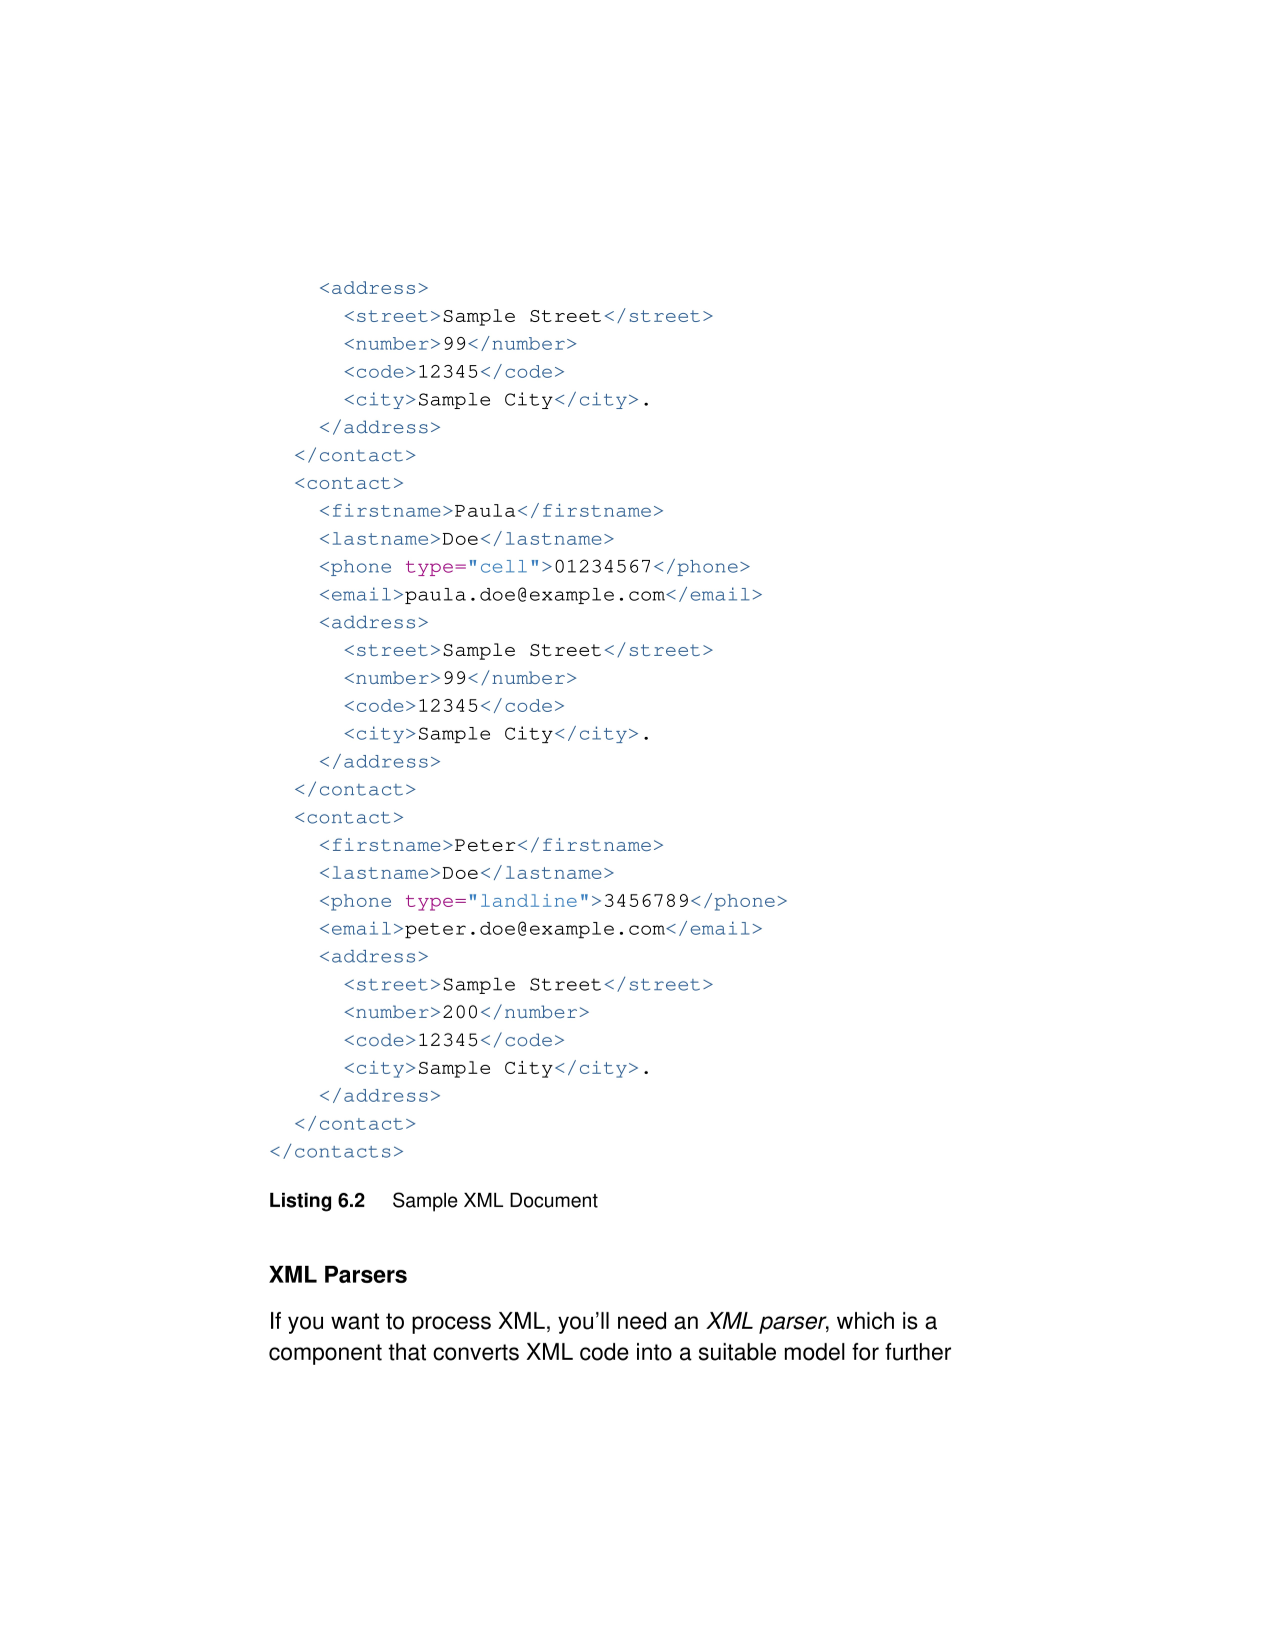 <address>
<street>Sample Street</street>
<number>99</number>
<code>12345</code>
<city>Sample City</city>.
</address>
</contact>
<contact>
<firstname>Paula</firstname>
<lastname>Doe</lastname>
<phone type="cell">01234567</phone>
<email>paula.doe@example.com</email>
<address>
<street>Sample Street</street>
<number>99</number>
<code>12345</code>
<city>Sample City</city>.
</address>
</contact>
<contact>
<firstname>Peter</firstname>
<lastname>Doe</lastname>
<phone type="landline">3456789</phone>
<email>peter.doe@example.com</email>
<address>
<street>Sample Street</street>
<number>200</number>
<code>12345</code>
<city>Sample City</city>.
</address>
</contact>
</contacts>
Listing 6.2 Sample XML Document
XML Parsers
If you want to process XML, you’ll need an XML parser, which is a
component that converts XML code into a suitable model for further